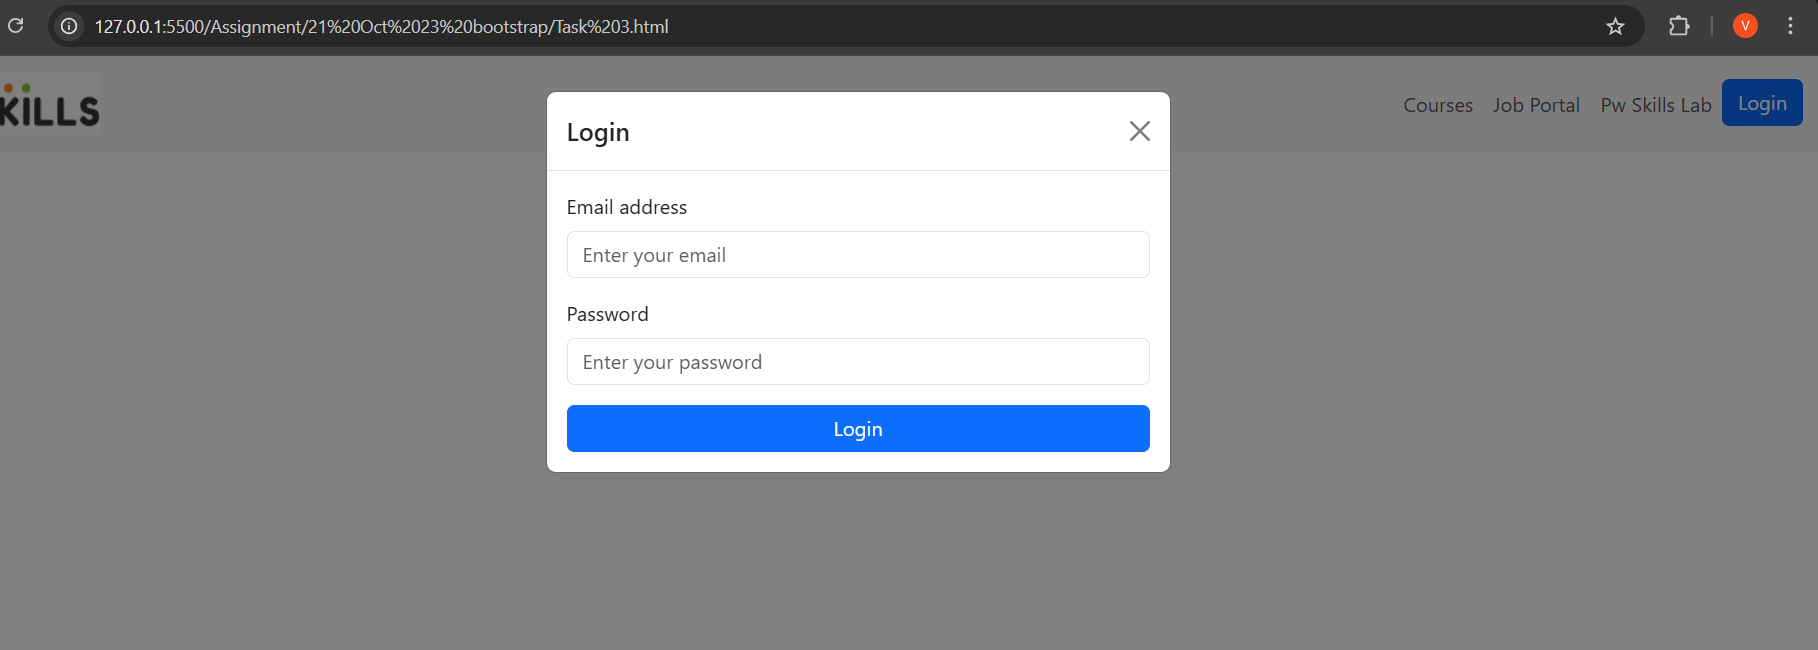 127.0.0.1:5500/Assignment/21%20Oct%2023%20bootstrap/Task%203.html
V
KILLS
Courses Job Portal Pw Skills Lab Login
Login
Email address
Enter your email
Password
Enter your password
Login